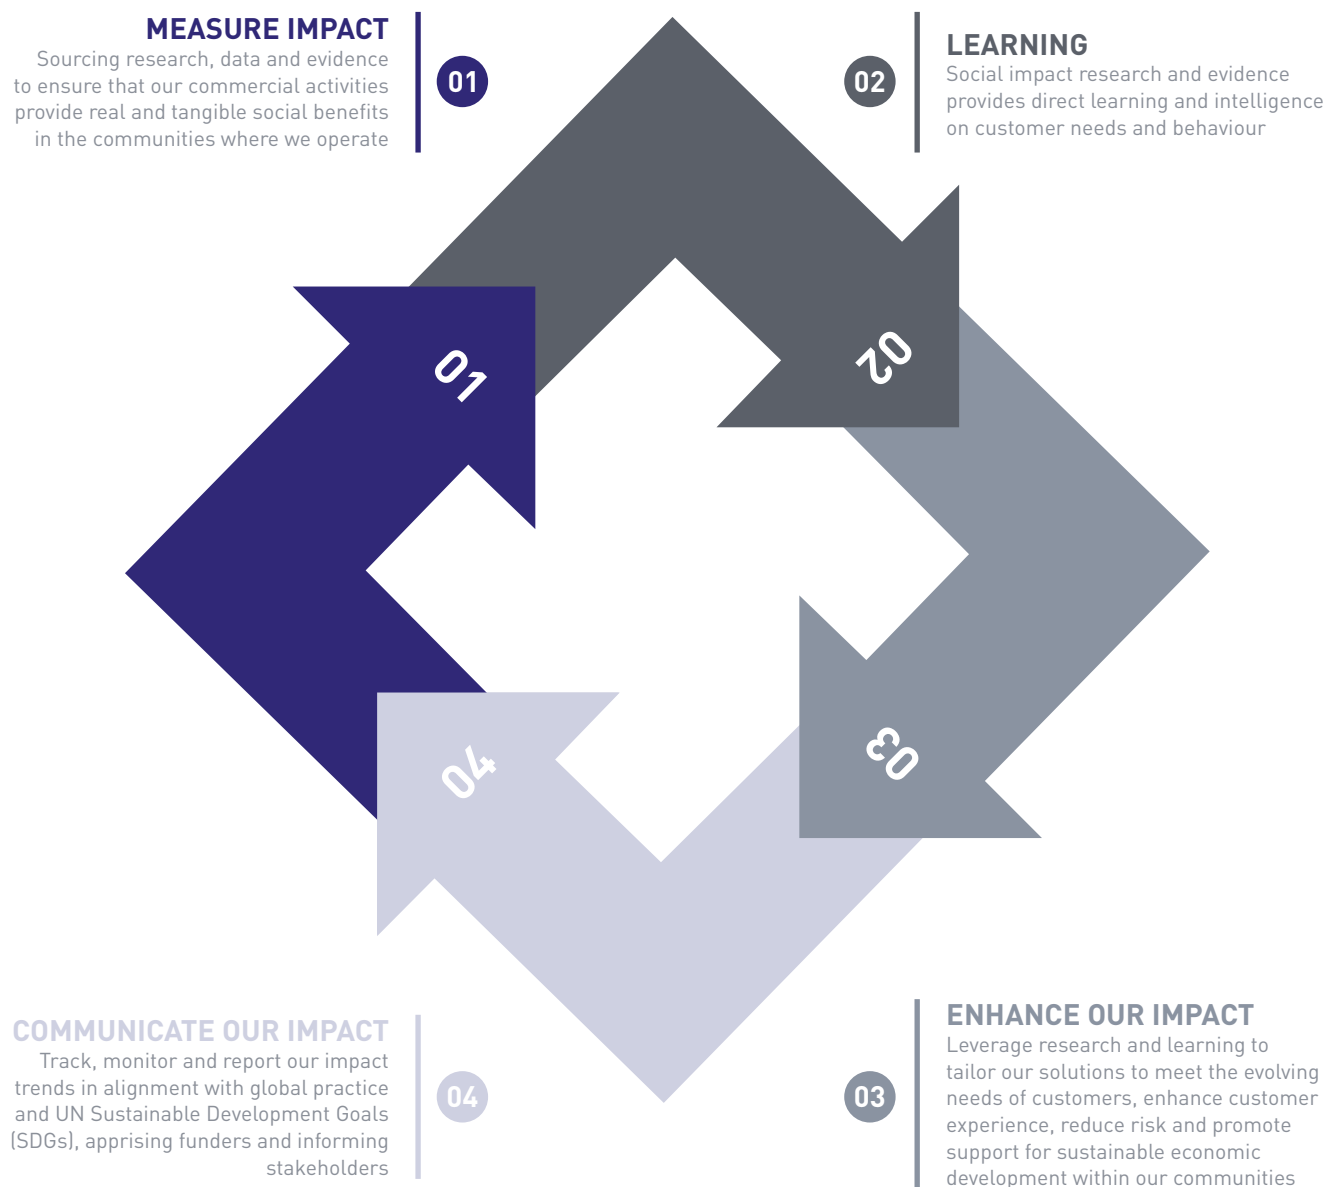 MEASURE IMPACT
Sourcing research, data and evidence
to ensure that our commercial activities
provide real and tangible social benefits
in the communities where we operate
01
02
LEARNING
Social impact research and evidence
provides direct learning and intelligence
on customer needs and behaviour
01
02
03
04
COMMUNICATE OUR IMPACT
Track, monitor and report our impact
trends in alignment with global practice
and UN Sustainable Development Goals
(SDGs), apprising funders and informing
stakeholders
04
03
ENHANCE OUR IMPACT
Leverage research and learning to
tailor our solutions to meet the evolving
needs of customers, enhance customer
experience, reduce risk and promote
support for sustainable economic
development within our communities